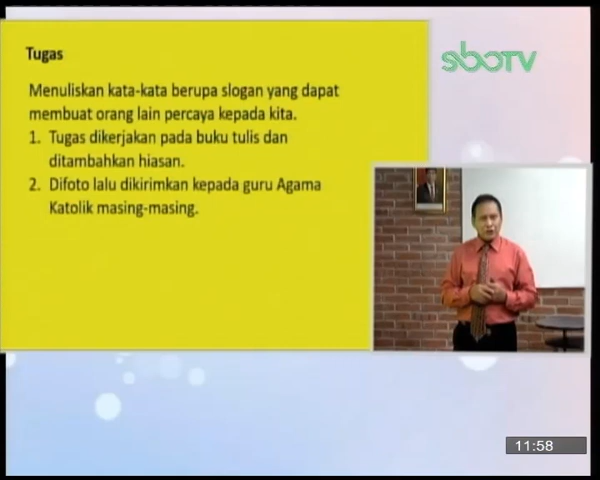 Tugas
sbotv
Menuliskan kata-kata berupa slogan yang dapat
membuat orang lain percaya kepada kita.
1. Tugas dikerjakan pada buku tulis dan
ditambahkan hiasan.
2. Difoto lalu dikirimkan kepada guru Agama
Katolik masing-masing.
11:58